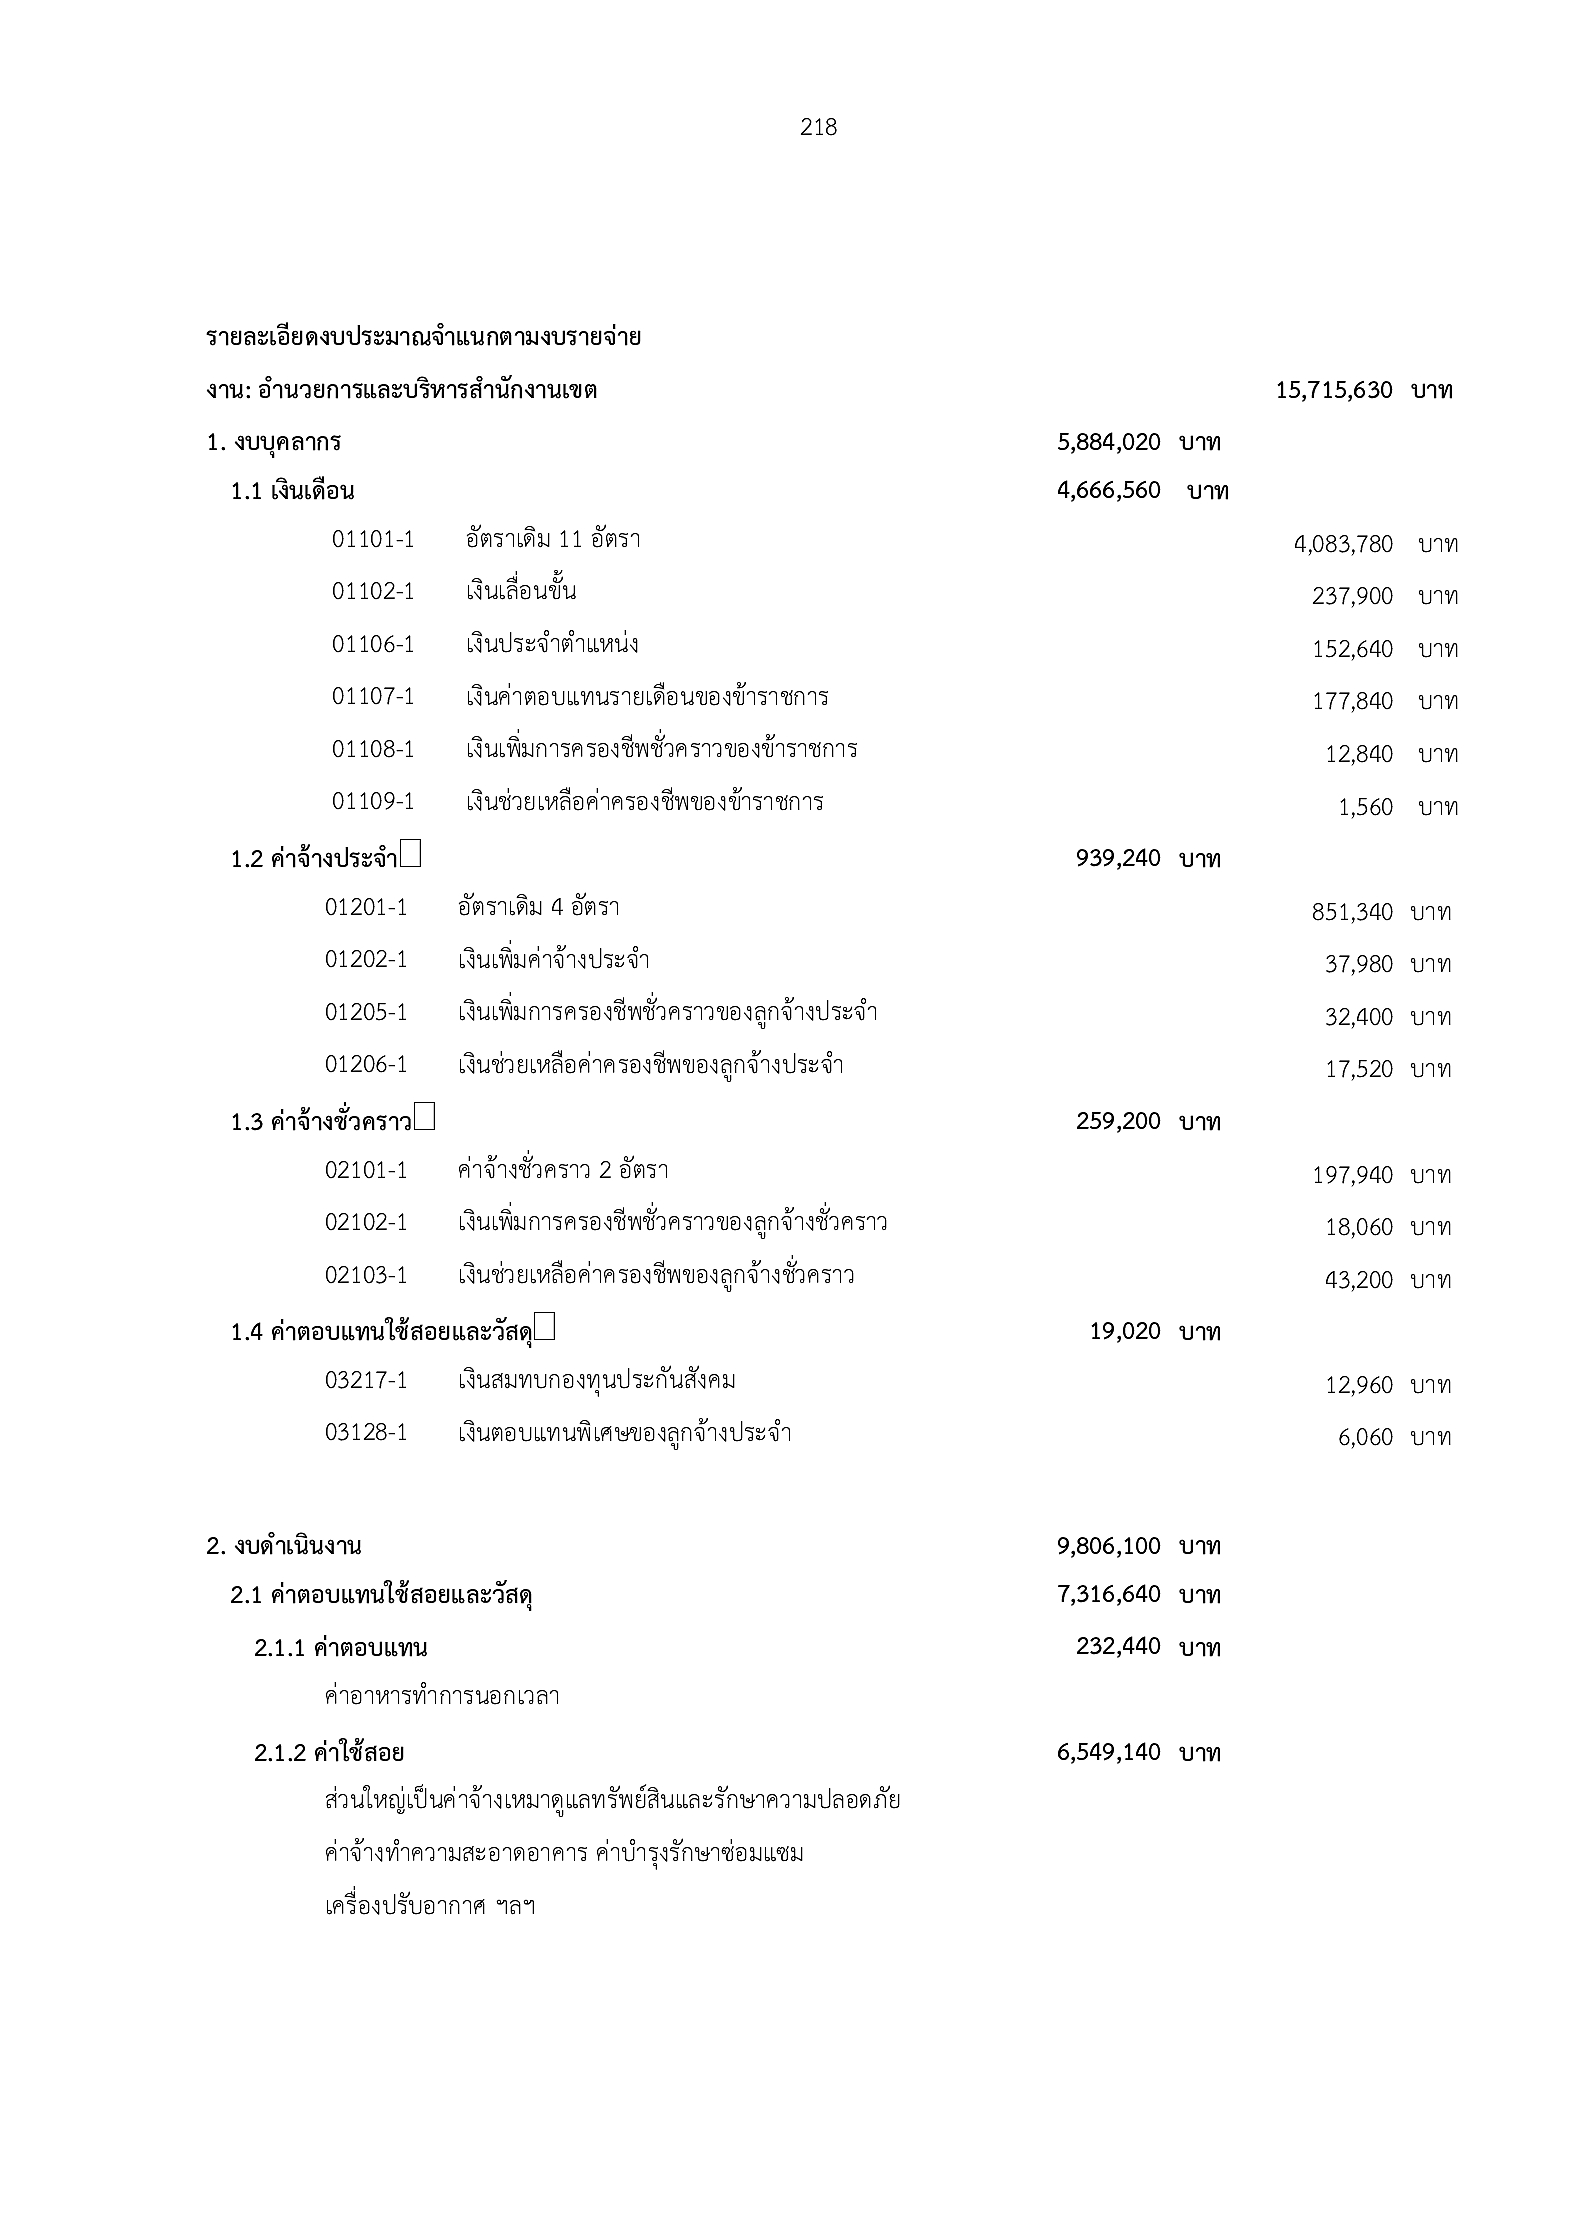 218
รายละเอียดงบประมาณจำแนกตามงบรายจ่าย
งาน: อำนวยการและบริหารสำนักงานเขต 15,715,630 บาท
1. งบบุคลากร 5,884,020 บาท
1.1 เงินเดือน 4,666,560 บาท
01101-1 อัตราเดิม 11 อัตรา 4,083,780 บาท
01102-1 เงินเลื่อนขั้น 237,900 บาท
01106-1 เงินประจำตำแหน่ง 152,640 บาท
01107-1 เงินค่าตอบแทนรายเดือนของข้าราชการ 177,840 บาท
01108-1 เงินเพิ่มการครองชีพชั่วคราวของข้าราชการ 12,840 บาท
01109-1 เงินช่วยเหลือค่าครองชีพของข้าราชการ 1,560 บาท
1.2 ค่าจ้างประจำ 939,240 บาท
01201-1 อัตราเดิม 4 อัตรา 851,340 บาท
01202-1 เงินเพิ่มค่าจ้างประจำ 37,980 บาท
01205-1 เงินเพิ่มการครองชีพชั่วคราวของลูกจ้างประจำ 32,400 บาท
01206-1 เงินช่วยเหลือค่าครองชีพของลูกจ้างประจำ 17,520 บาท
1.3 ค่าจ้างชั่วคราว 259,200 บาท
02101-1 ค่าจ้างชั่วคราว 2 อัตรา 197,940 บาท
02102-1 เงินเพิ่มการครองชีพชั่วคราวของลูกจ้างชั่วคราว 18,060 บาท
02103-1 เงินช่วยเหลือค่าครองชีพของลูกจ้างชั่วคราว 43,200 บาท
1.4 ค่าตอบแทนใช้สอยและวัสดุ 19,020 บาท
03217-1 เงินสมทบกองทุนประกันสังคม 12,960 บาท
03128-1 เงินตอบแทนพิเศษของลูกจ้างประจำ 6,060 บาท
2. งบดำเนินงาน 9,806,100 บาท
2.1 ค่าตอบแทนใช้สอยและวัสดุ 7,316,640 บาท
2.1.1 ค่าตอบแทน 232,440 บาท
ค่าอาหารทำการนอกเวลา
2.1.2 ค่าใช้สอย 6,549,140 บาท
ส่วนใหญ่เป็นค่าจ้างเหมาดูแลทรัพย์สินและรักษาความปลอดภัย
ค่าจ้างทำความสะอาดอาคาร ค่าบำรุงรักษาซ่อมแซม
เครื่องปรับอากาศ ฯลฯ